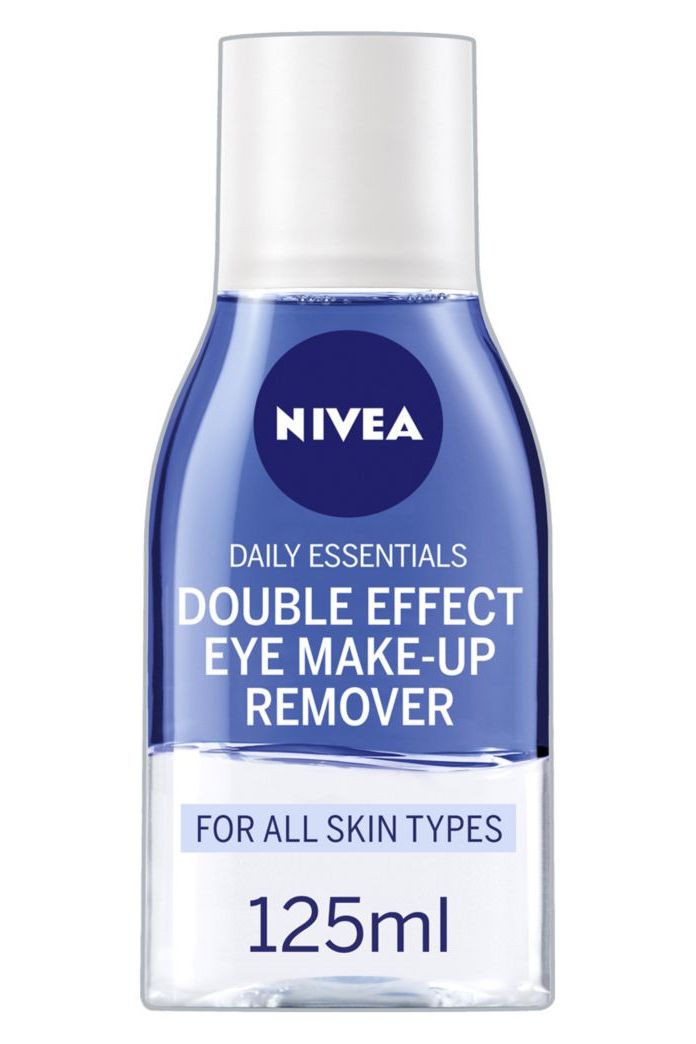 NIVEA
DAILY ESSENTIALS
DOUBLE EFFECT
EYE MAKE-UP
REMOVER
FOR ALL SKIN TYPES
125ml